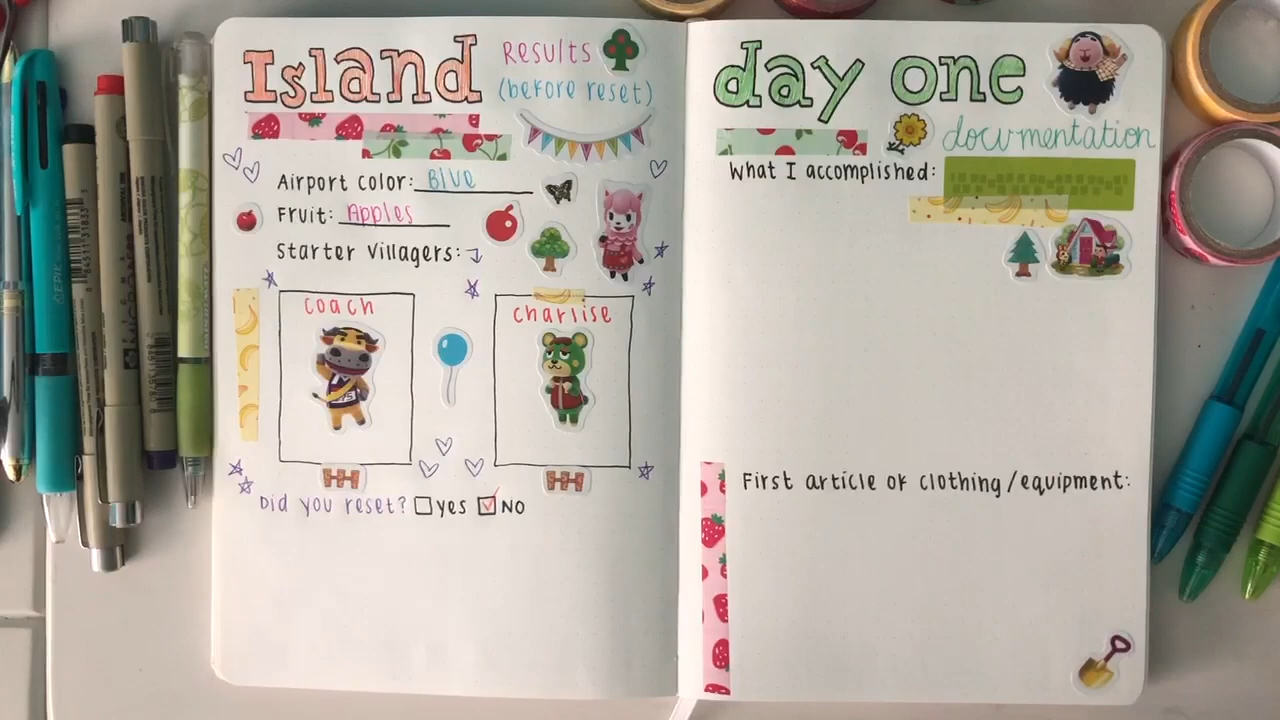 Island Results
(before reset)
Airport color: Blue
Fruit: Apples
Starter Villagers:
coach
charlise
Did you reset? yes NO
day one
documentation
What I accomplished:
First article of clothing/equipment: